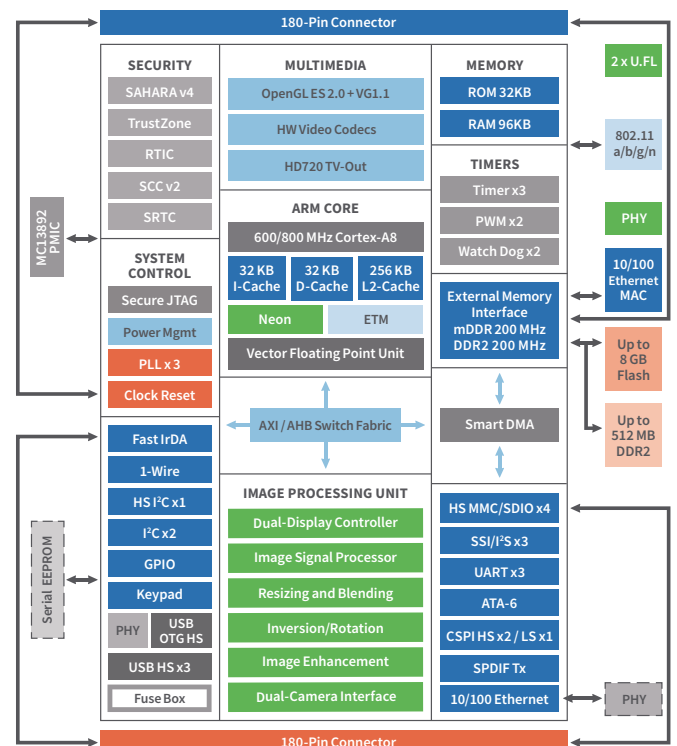 180-Pin Connector
SECURITY
SAHARA v4
TrustZone
RTIC
SCC v2
SRTC
MC13892
PMIC
SYSTEM
CONTROL
Secure JTAG
Power Mgmt
PLL x 3
Clock Reset
Fast IrDA
1-Wire
HS I²C x1
I²C x2
GPIO
Keypad
PHY
USB
OTG HS
USB HS x3
Fuse Box
Serial EEPROM
MULTIMEDIA
OpenGL ES 2.0 + VG1.1
HW Video Codecs
HD720 TV-Out
ARM CORE
600/800 MHz Cortex-A8
32 KB
I-Cache
32 KB
D-Cache
256 KB
L2-Cache
Neon
ETM
Vector Floating Point Unit
AXI / AHB Switch Fabric
IMAGE PROCESSING UNIT
Dual-Display Controller
Image Signal Processor
Resizing and Blending
Inversion/Rotation
Image Enhancement
Dual-Camera Interface
MEMORY
ROM 32KB
RAM 96KB
TIMERS
Timer x3
PWM x2
Watch Dog x2
External Memory
Interface
mDDR 200 MHz
DDR2 200 MHz
Smart DMA
HS MMC/SDIO x4
SSI/I²S x3
UART x3
ATA-6
CSPI HS x2 / LS x1
SPDIF Tx
10/100 Ethernet
2 x U.FL
802.11
a/b/g/n
PHY
10/100
Ethernet
MAC
Up to
8 GB
Flash
Up to
512 MB
DDR2
PHY
180-Pin Connector